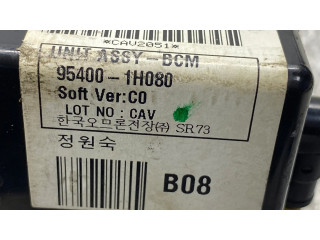 *CAV2051*
UNIT ASSY-BCM
95400-1H080
Soft Ver:C0
LOT NO : CAV
한국오므론전장(주) SR73
정원숙
B08